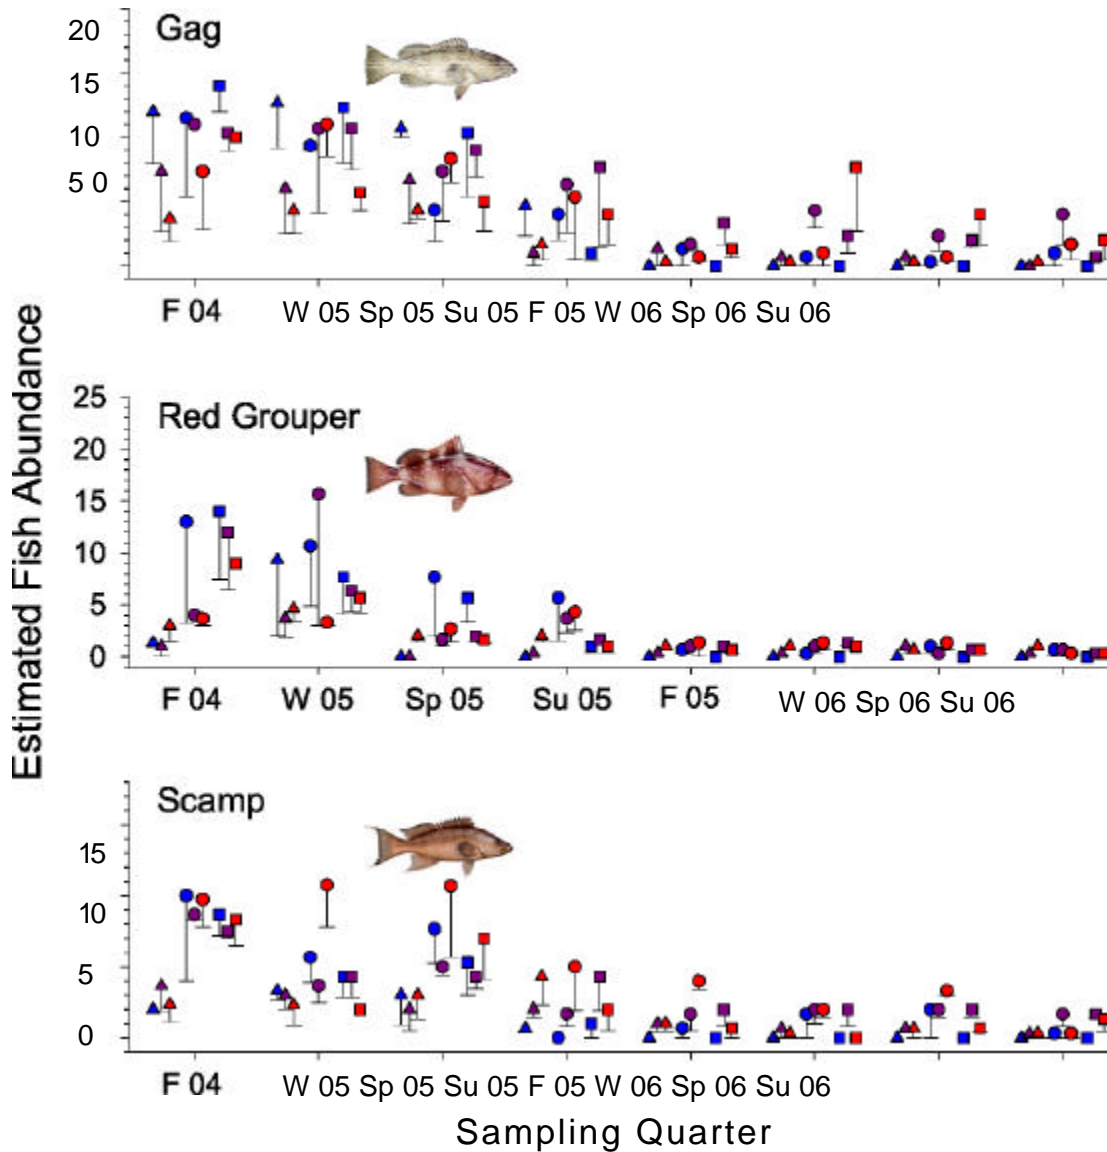 Gag
20
15
10
5 0
F 04 W 05 Sp 05 Su 05 F 05 W 06 Sp 06 Su 06
Estimated Fish Abundance
Red Grouper
25
20
15
10
5
0
F 04 W 05 Sp 05 Su 05 F 05 W 06 Sp 06 Su 06
Scamp
15
10
5
0
F 04 W 05 Sp 05 Su 05 F 05 W 06 Sp 06 Su 06
Sampling Quarter